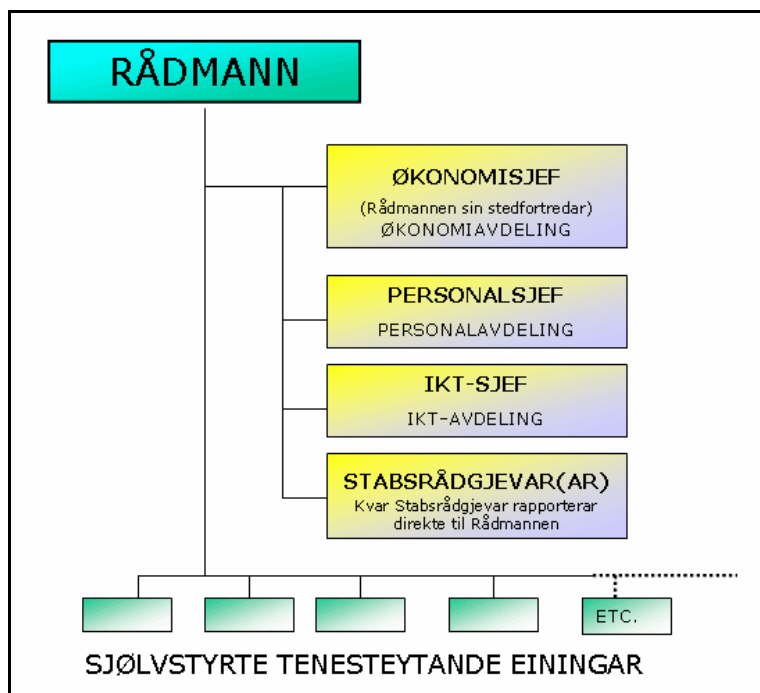 RÅDMANN
ØKONOMISJEF
(Rådmannen sin stedfortredar)
ØKONOMIAVDELING
PERSONALSJEF
PERSONALAVDELING
IKT-SJEF
IKT-AVDELING
STABSRÅDGJEVAR(AR)
Kvar Stabsrådgjevar rapporterar
direkte til Rådmannen
ETC.
SJØLVSTYRTE TENESTEYTANDE EININGAR